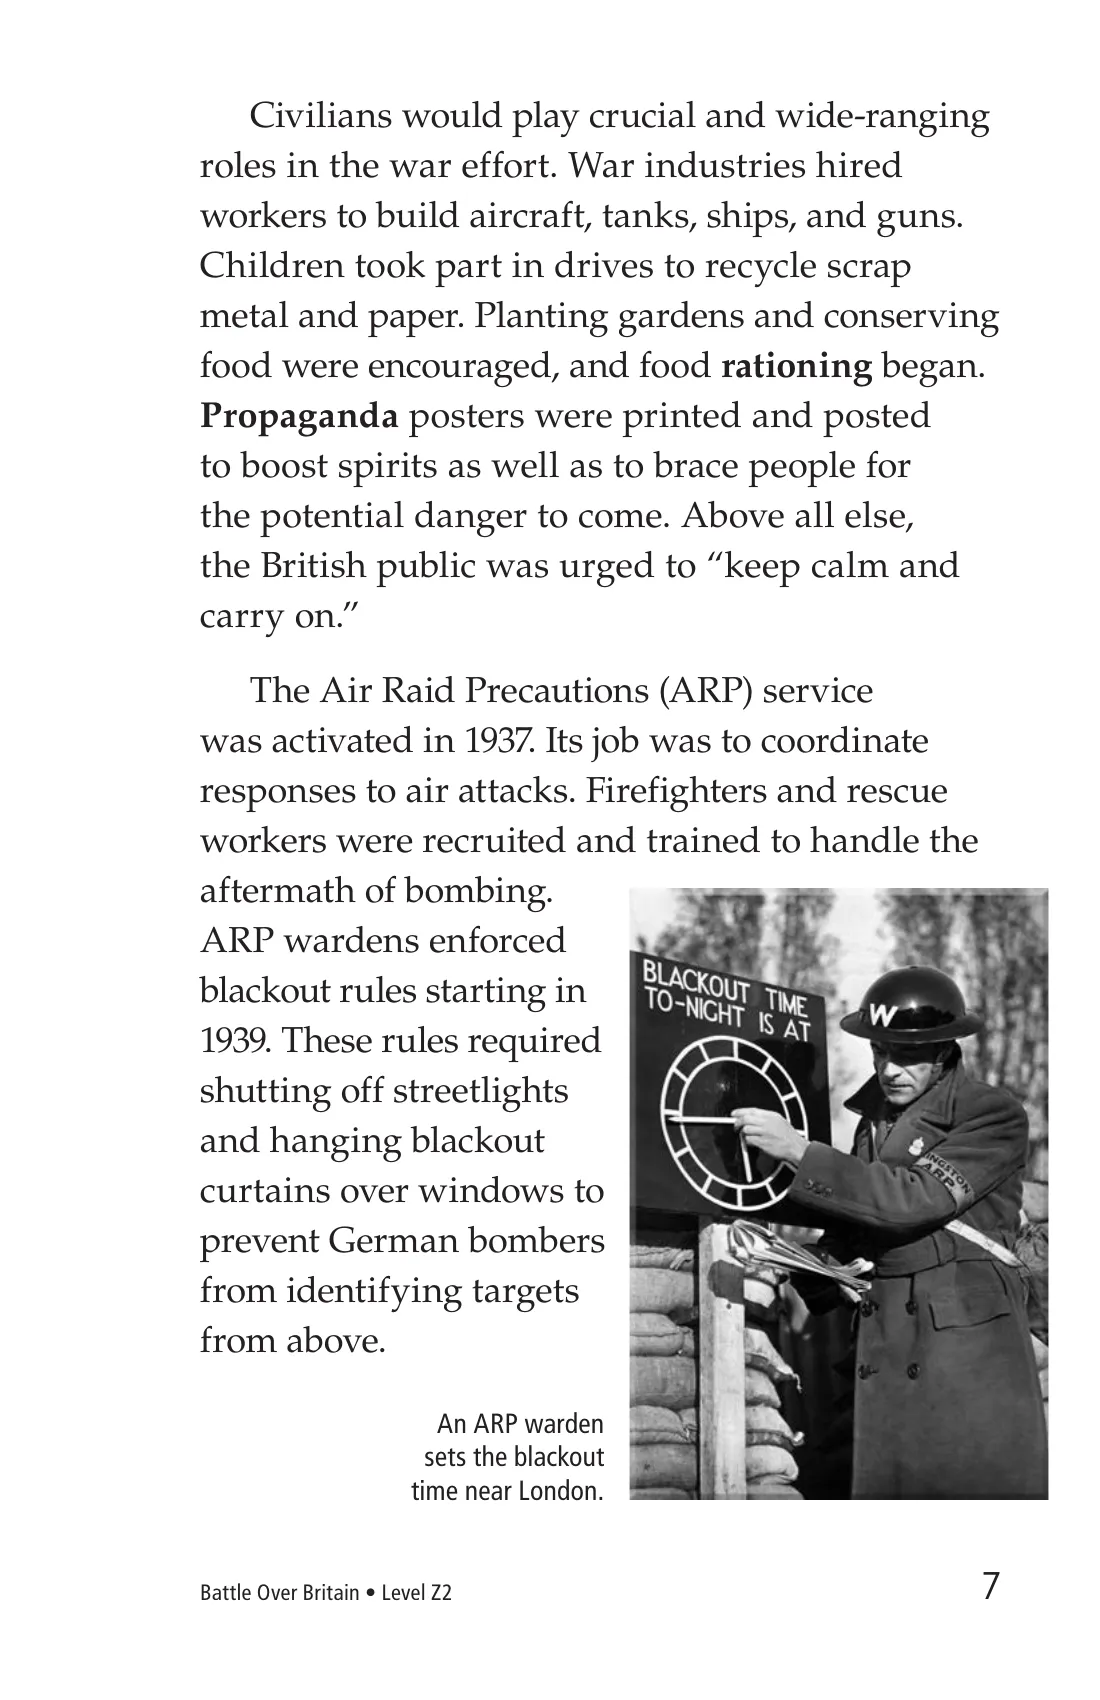 Civilians would play crucial and wide-ranging
roles in the war effort. War industries hired
workers to build aircraft, tanks, ships, and guns.
Children took part in drives to recycle scrap
metal and paper. Planting gardens and conserving
food were encouraged, and food rationing began.
Propaganda posters were printed and posted
to boost spirits as well as to brace people for
the potential danger to come. Above all else,
the British public was urged to “keep calm and
carry on.”
The Air Raid Precautions (ARP) service
was activated in 1937. Its job was to coordinate
responses to air attacks. Firefighters and rescue
workers were recruited and trained to handle the
aftermath of bombing.
ARP wardens enforced
blackout rules starting in
1939. These rules required
shutting off streetlights
and hanging blackout
curtains over windows to
prevent German bombers
from identifying targets
from above.
BLACKOUT TIME
TO-NIGHT IS AT
W
ARP
An ARP warden
sets the blackout
time near London.
Battle Over Britain • Level Z2
7